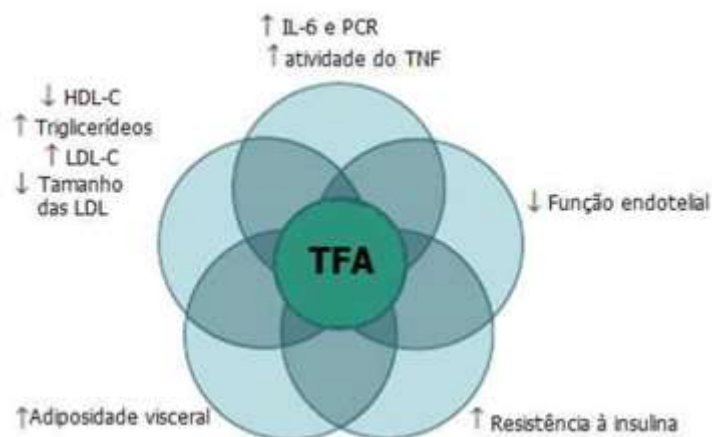 ↑ IL-6 e PCR
↑ atividade do TNF
↓ HDL-C
↑ Triglicerídeos
↑ LDL-C
↓ Tamanho
das LDL
↓ Função endotelial
TFA
↑Adiposidade visceral
↑ Resistência à insulina